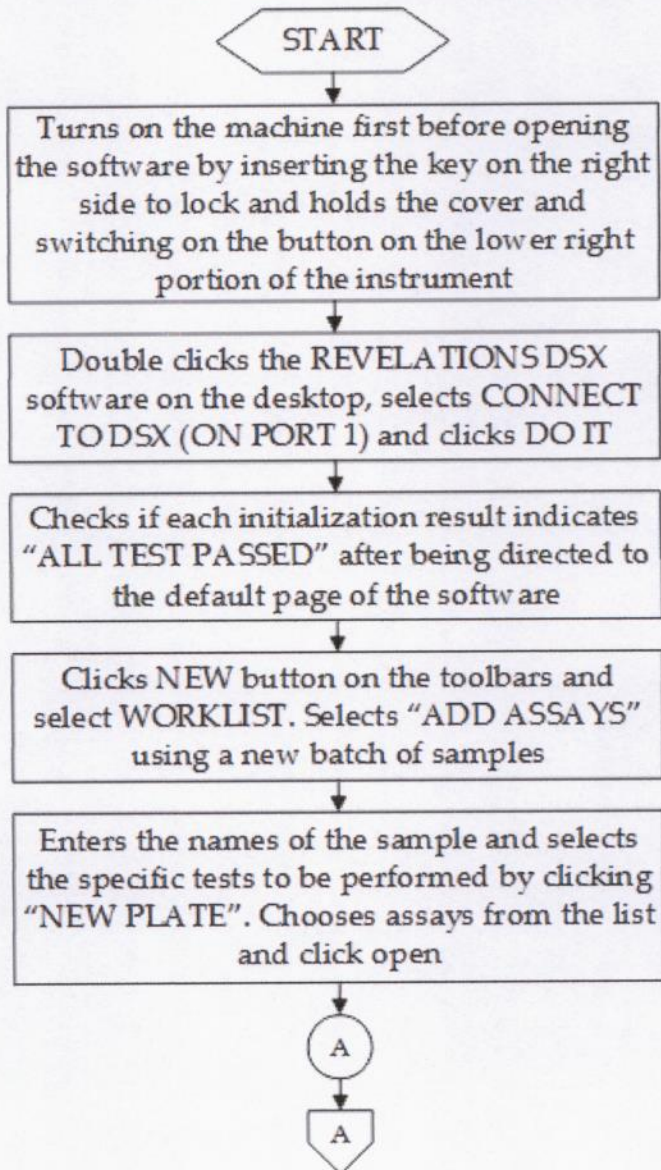 START
Turns on the machine first before opening
the software by inserting the key on the right
side to lock and holds the cover and
switching on the button on the lower right
portion of the instrument
Double clicks the REVELATIONS DSX
software on the desktop, selects CONNECT
TO DSX (ON PORT 1) and clicks DO IT
Checks if each initialization result indicates
“ALL TEST PASSED” after being directed to
the default page of the software
Clicks NEW button on the toolbars and
select WORKLIST. Selects “ADD ASSAYS”
using a new batch of samples
Enters the names of the sample and selects
the specific tests to be performed by clicking
“NEW PLATE”. Chooses assays from the list
and click open
A
A